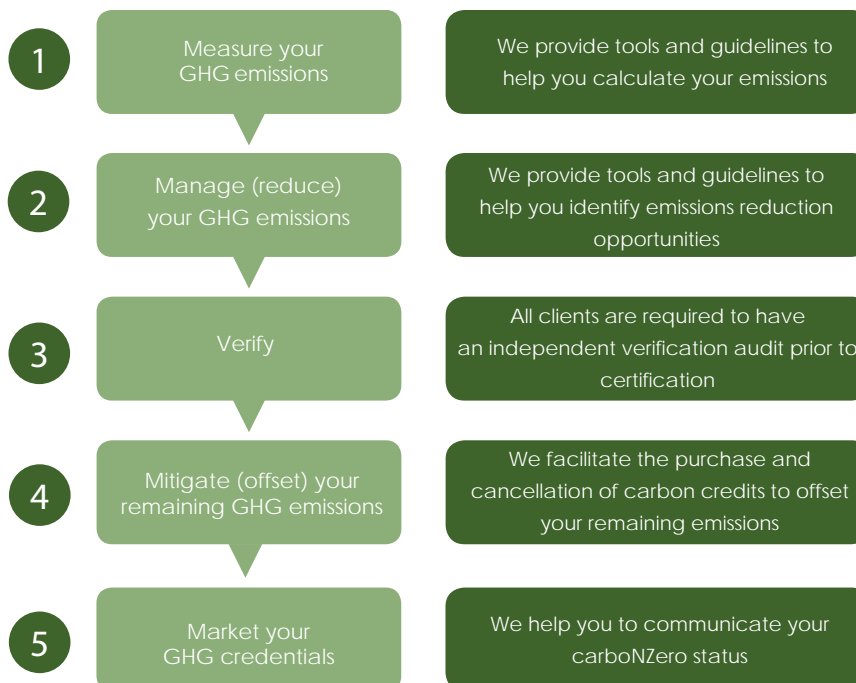 1
Measure your
GHG emissions
We provide tools and guidelines to
help you calculate your emissions
2
Manage (reduce)
your GHG emissions
We provide tools and guidelines to
help you identify emissions reduction
opportunities
3
Verify
All clients are required to have
an independent verification audit prior to
certification
4
Mitigate (offset) your
remaining GHG emissions
We facilitate the purchase and
cancellation of carbon credits to offset
your remaining emissions
5
Market your
GHG credentials
We help you to communicate your
carboNZero status